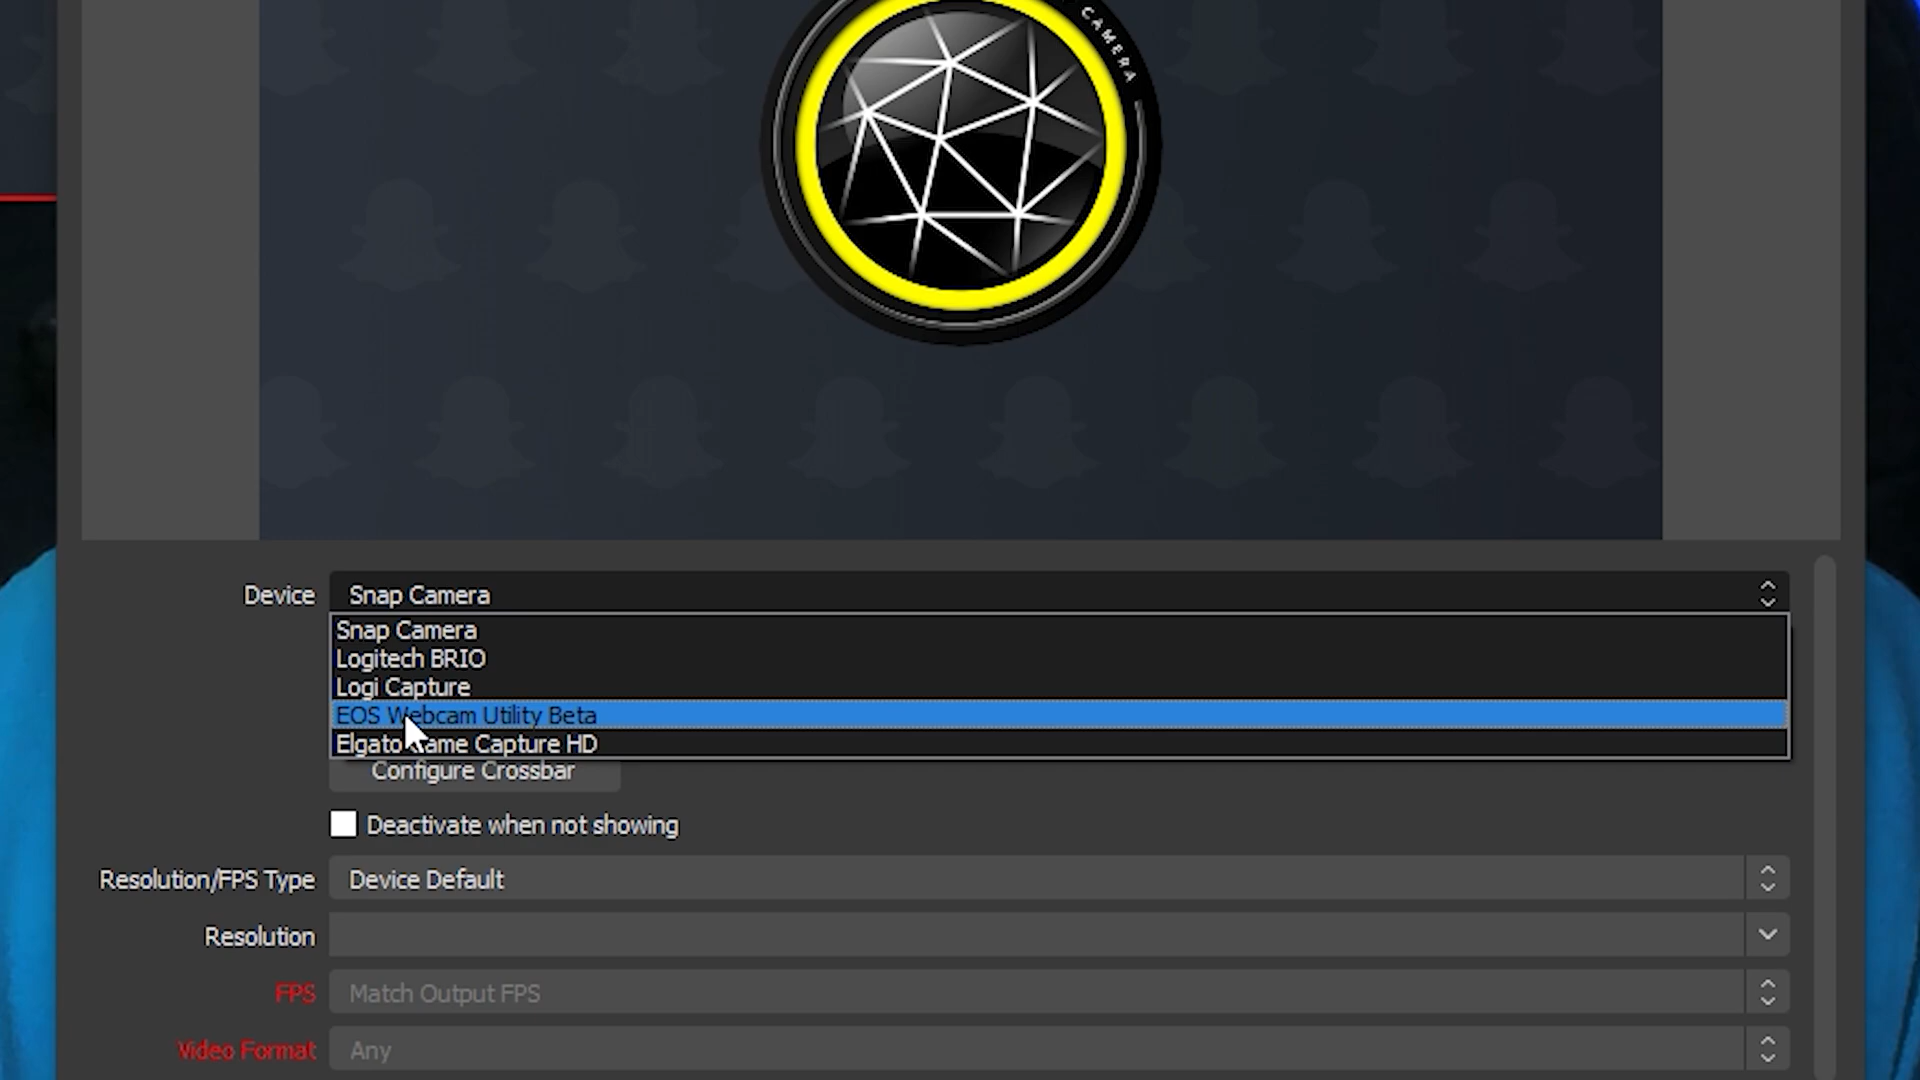 CAMERA
Device
Snap Camera
Snap Camera
Logitech BRIO
Logi Capture
EOS Webcam Utility Beta
Elgato Game Capture HD
Configure Crossbar
Deactivate when not showing
Resolution/FPS Type
Device Default
Resolution
FPS
Match Output FPS
Video Format
Any